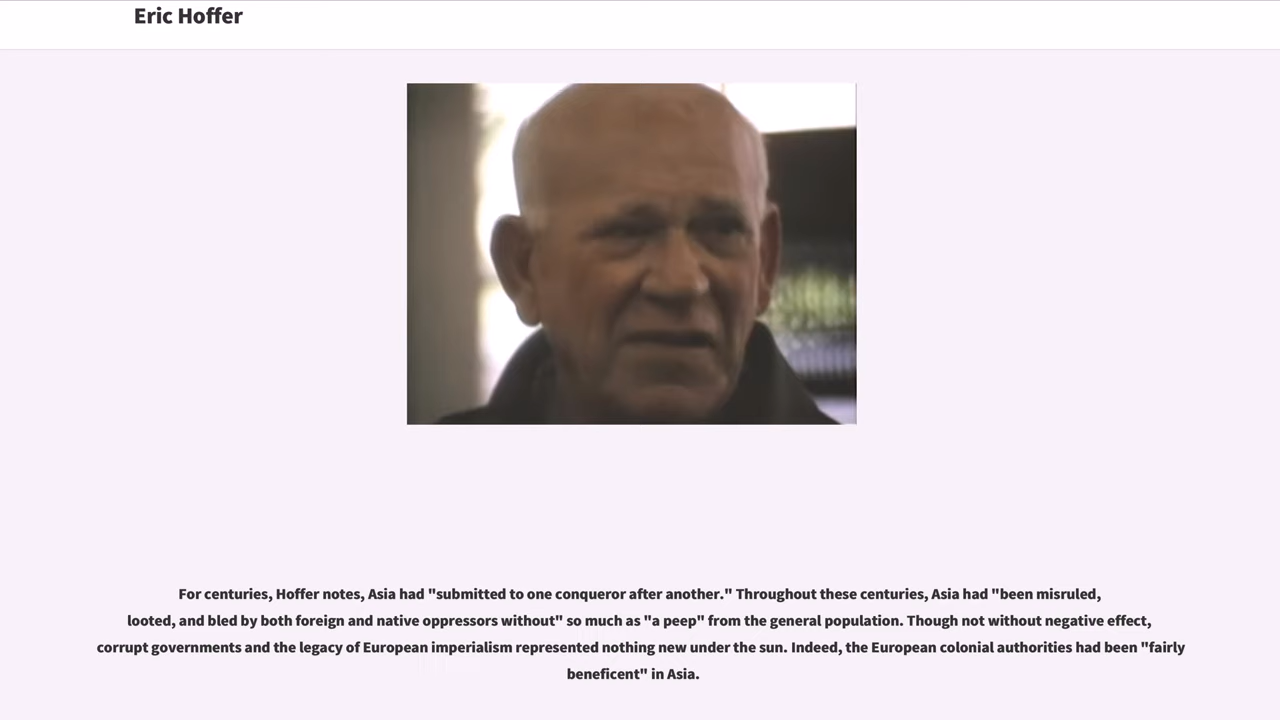 Eric Hoffer
For centuries, Hoffer notes, Asia had "submitted to one conqueror after another." Throughout these centuries, Asia had "been misruled,
looted, and bled by both foreign and native oppressors without" so much as "a peep" from the general population. Though not without negative effect,
corrupt governments and the legacy of European imperialism represented nothing new under the sun. Indeed, the European colonial authorities had been "fairly
beneficent" in Asia.